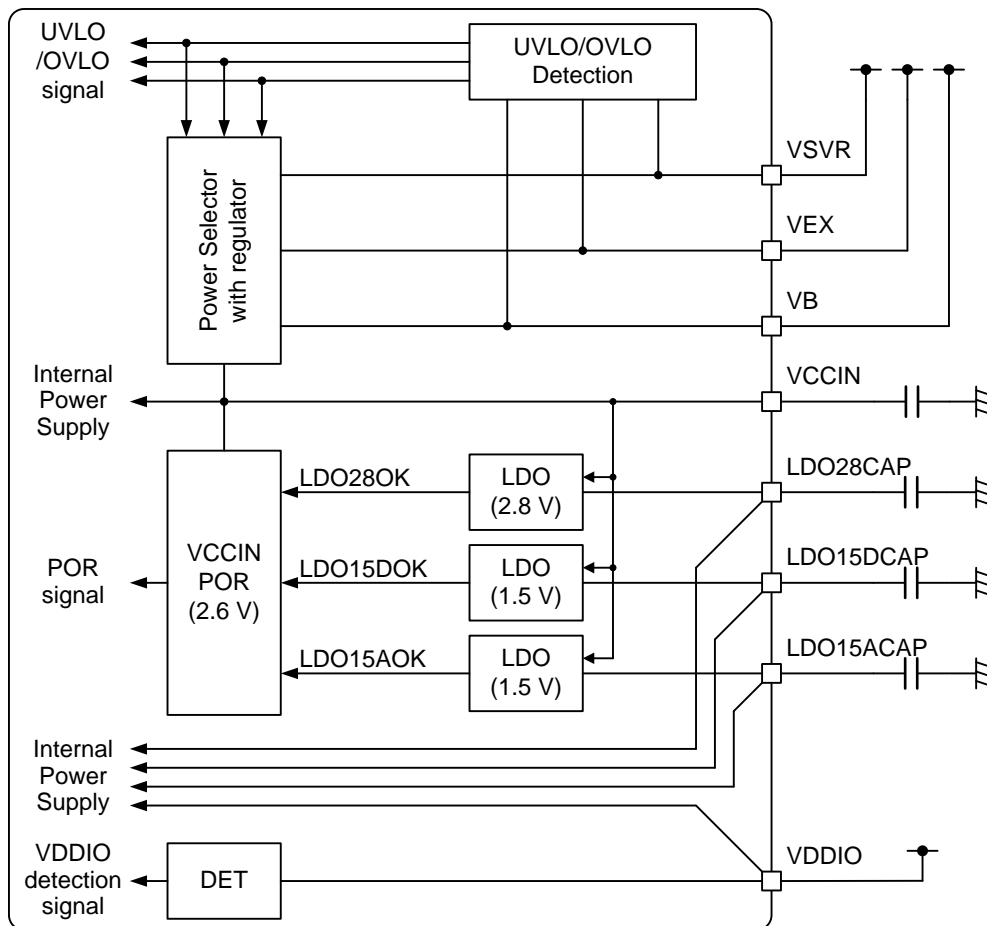 UVLO
/OVLO
signal
UVLO/OVLO
Detection
VSVR
Power Selector
with regulator
VEX
VB
Internal
Power
Supply
VCCIN
LDO28OK
LDO
(2.8 V)
LDO28CAP
POR
signal
VCCIN
POR
(2.6 V)
LDO15DOK
LDO
(1.5 V)
LDO15DCAP
LDO15AOK
LDO
(1.5 V)
LDO15ACAP
Internal
Power
Supply
VDDIO
detection
signal
DET
VDDIO